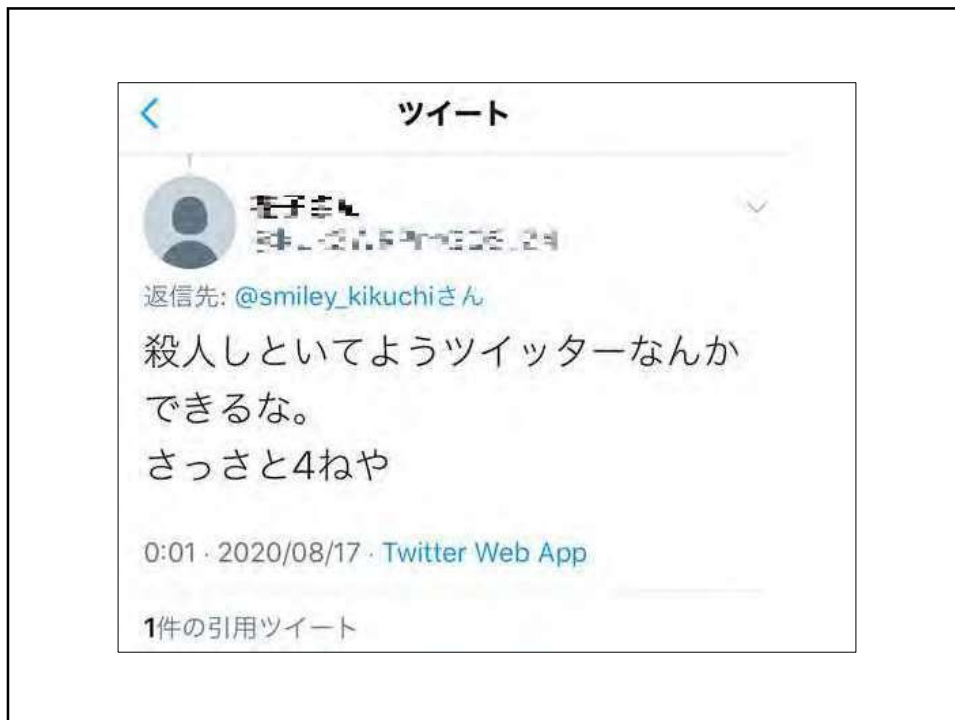 ツイート
返信先: @smiley_kikuchiさん
殺人しといてようツイッターなんか
できるな。
さっさと4ねや
0:01 · 2020/08/17 · Twitter Web App
1件の引用ツイート